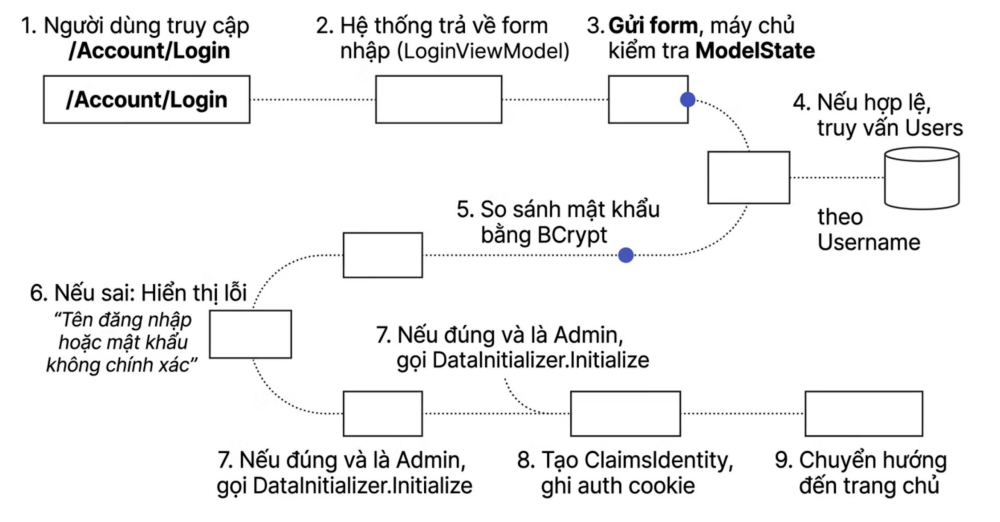 1. Người dùng truy cập
/Account/Login
/Account/Login
2. Hệ thống trả về form
nhập (LoginViewModel)
3. Gửi form, máy chủ
kiểm tra ModelState
4. Nếu hợp lệ,
truy vấn Users
theo
Username
5. So sánh mật khẩu
bằng BCrypt
6. Nếu sai: Hiển thị lỗi
“Tên đăng nhập
hoặc mật khẩu
không chính xác”
7. Nếu đúng và là Admin,
gọi DataInitializer.Initialize
7. Nếu đúng và là Admin,
gọi DataInitializer.Initialize
8. Tạo ClaimsIdentity,
ghi auth cookie
9. Chuyển hướng
đến trang chủ